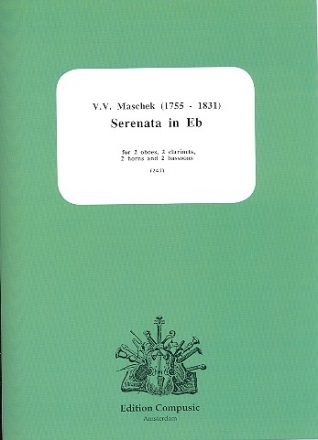 V.V. Maschek (1755 - 1831)
Serenata in Eb
for 2 oboes, 2 clarinets,
2 horns and 2 bassoons
(241)
Edition Compusic
Amsterdam